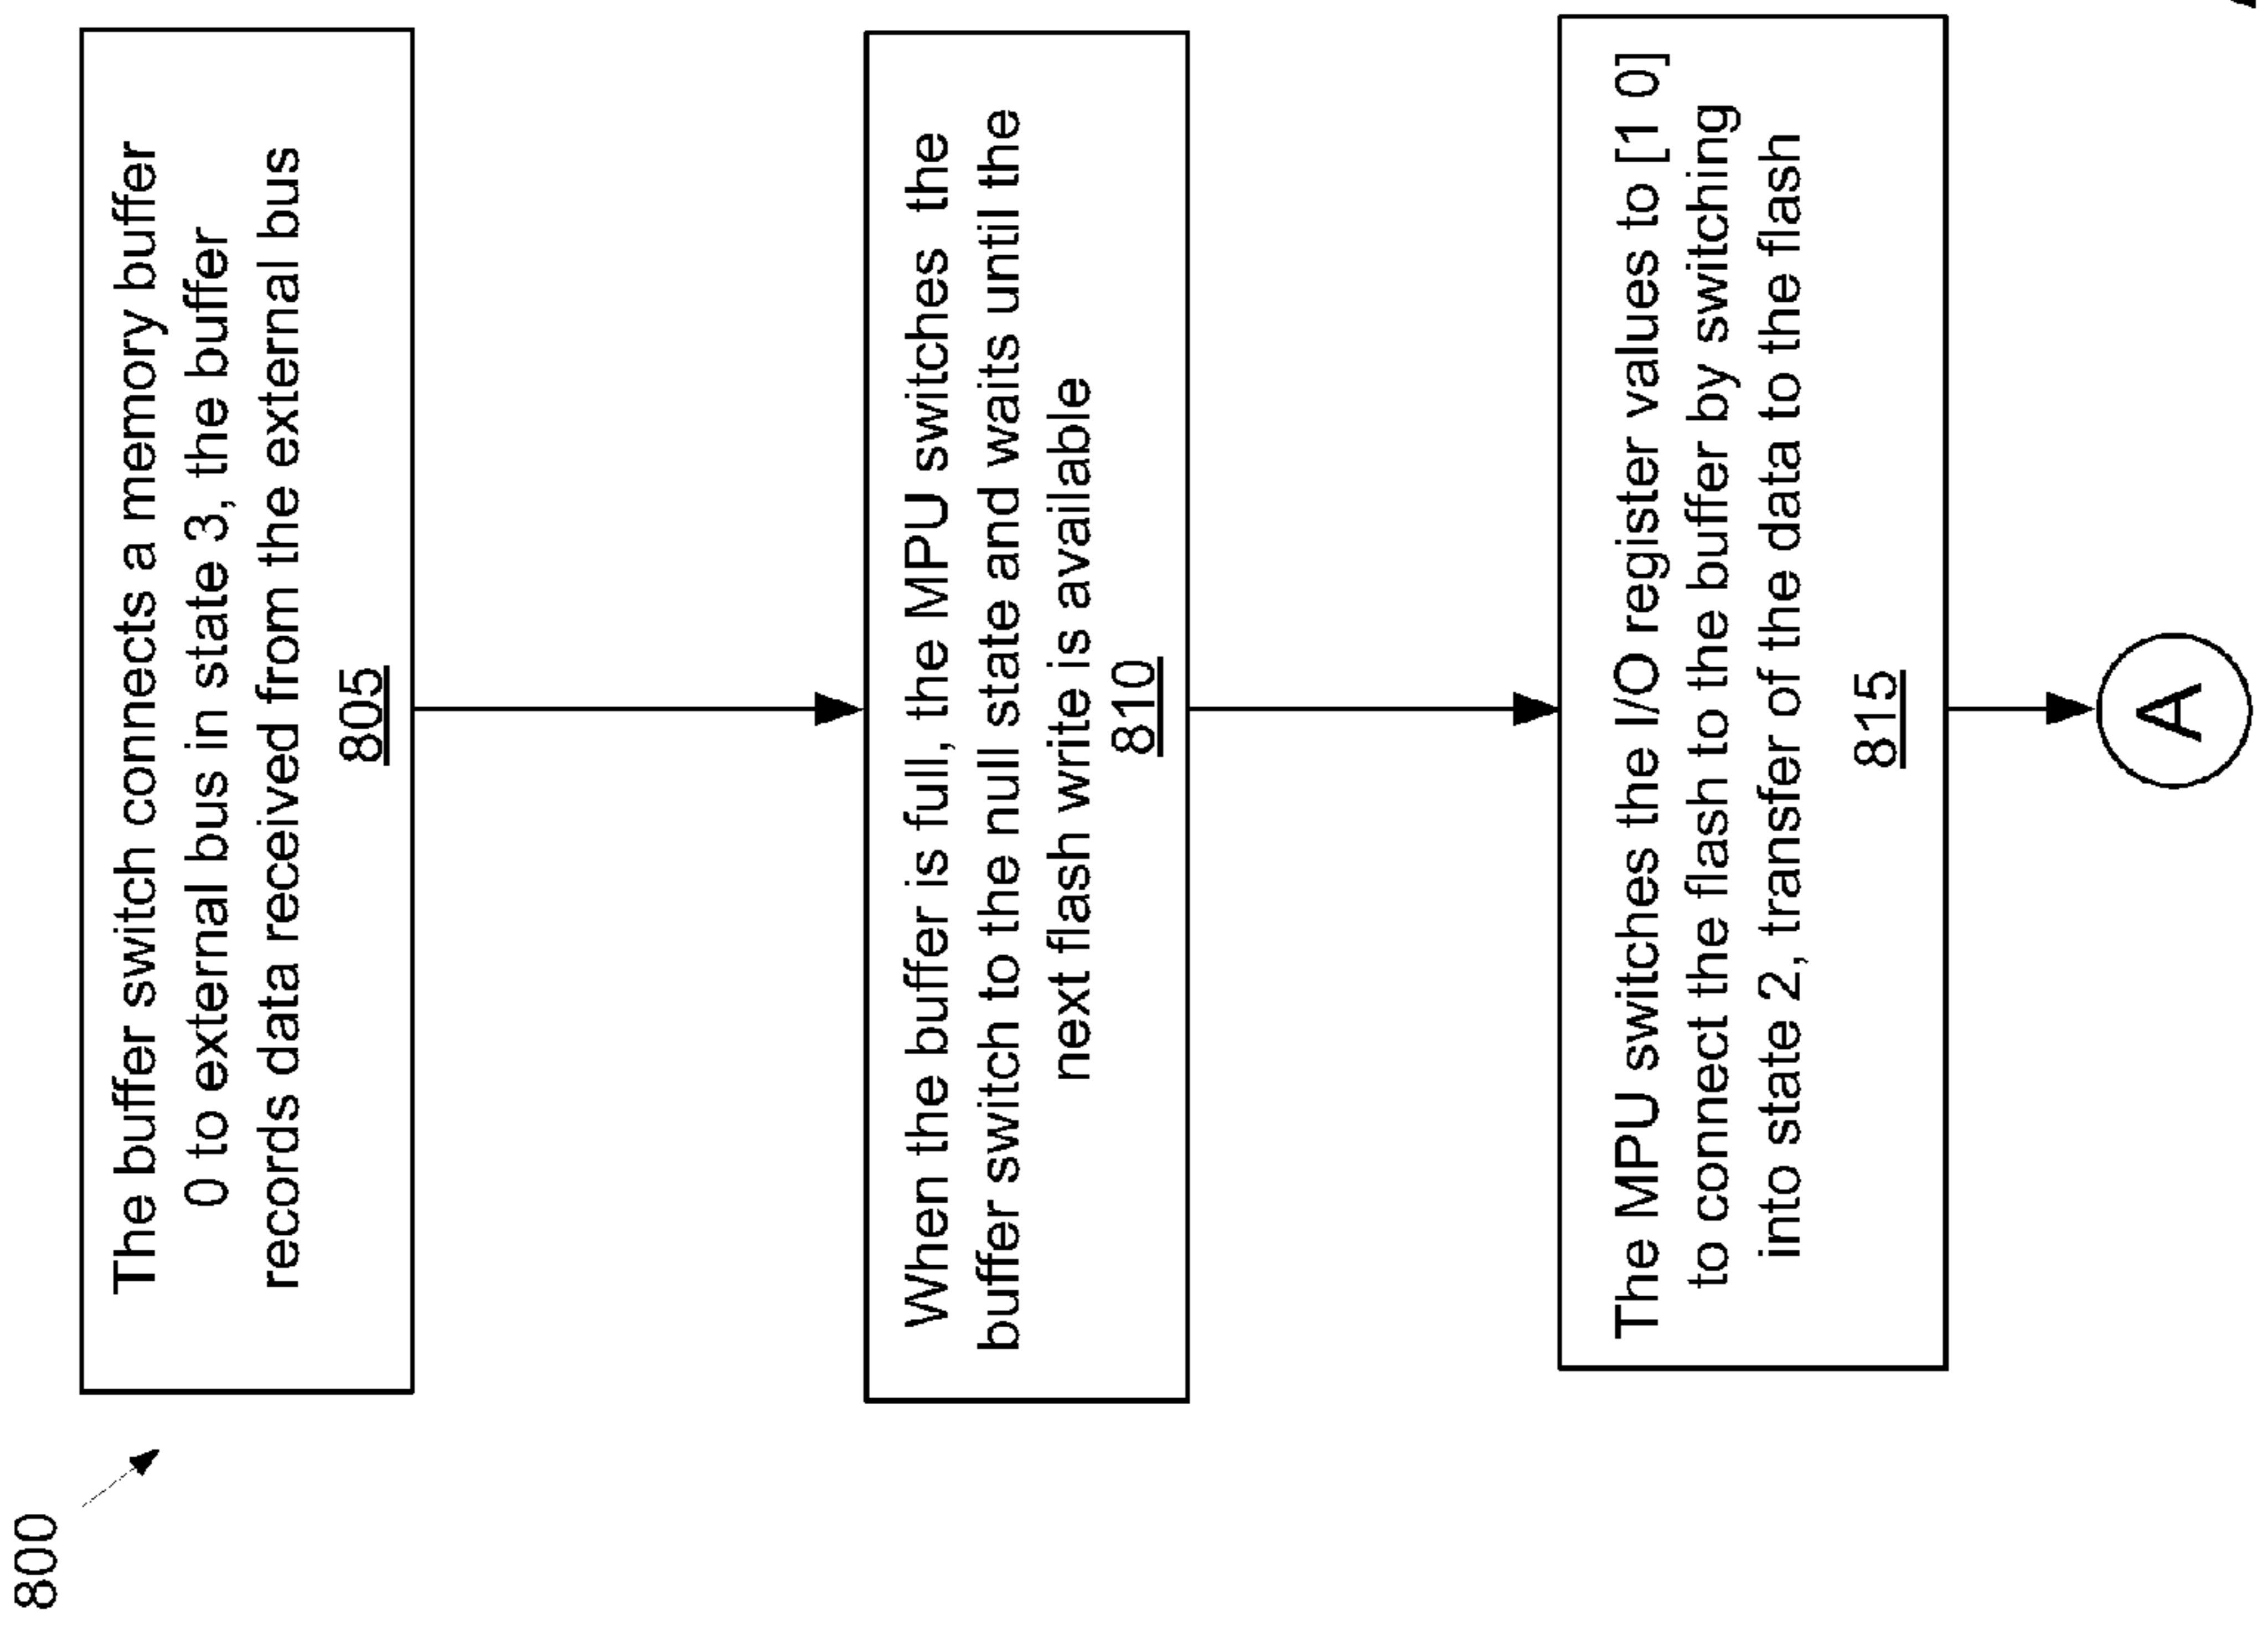 800
The buffer switch connects a memory buffer
0 to external bus in state 3, the buffer
records data received from the external bus
805
When the buffer is full, the MPU switches the
buffer switch to the null state and waits until the
next flash write is available
810
The MPU switches the I/O register values to [1 0]
to connect the flash to the buffer by switching
into state 2, transfer of the data to the flash
815
A